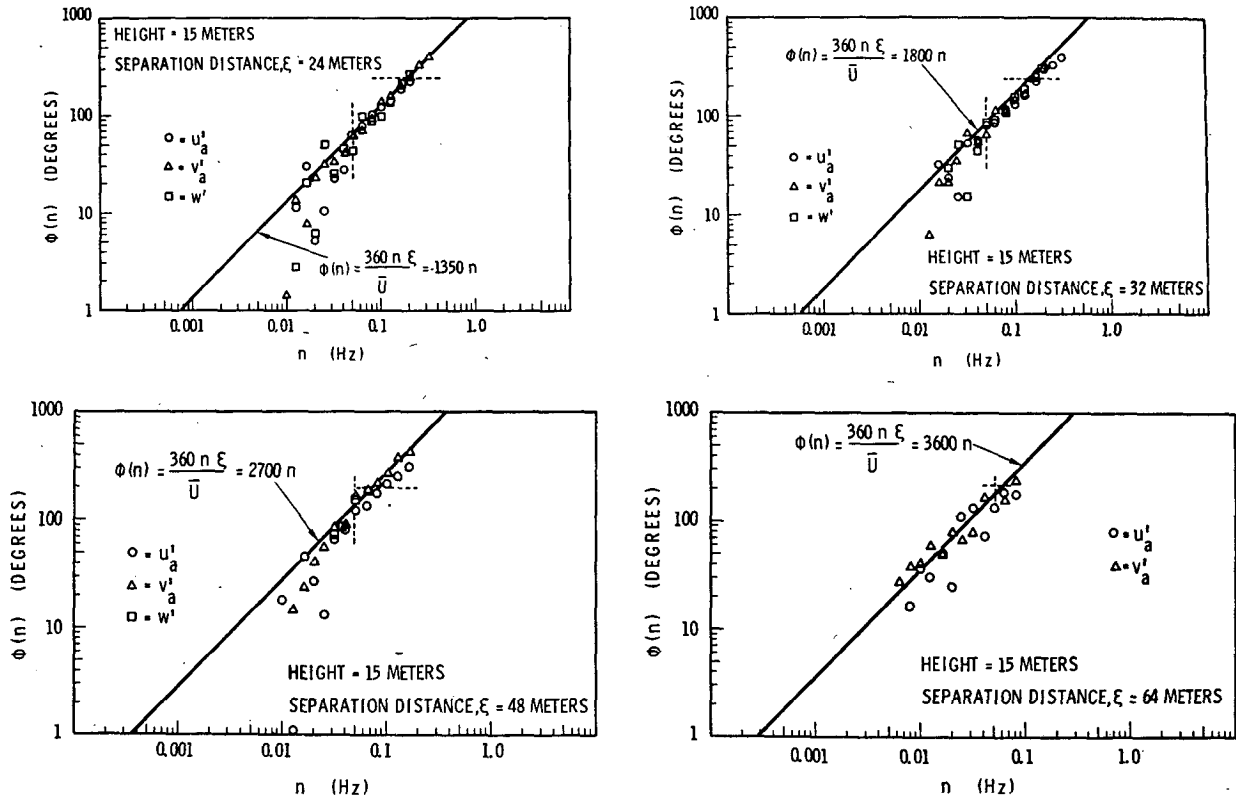 1000
HEIGHT = 15 METERS
SEPARATION DISTANCE, ξ = 24 METERS
Φ(n) (DEGREES)
100
○ = u'a
△ = v'a
□ = w'
10
Φ(n) = 360 n ξ / U̅ = 1350 n
1
0.001 0.01 0.1 1.0
n (Hz)
1000
Φ(n) = 360 n ξ / U̅ = 1800 n
Φ(n) (DEGREES)
100
○ = u'a
△ = v'a
□ = w'
10
HEIGHT = 15 METERS
SEPARATION DISTANCE, ξ = 32 METERS
1
0.001 0.01 0.1 1.0
n (Hz)
1000
Φ(n) = 360 n ξ / U̅ = 2700 n
Φ(n) (DEGREES)
100
○ = u'a
△ = v'a
□ = w'
10
HEIGHT = 15 METERS
SEPARATION DISTANCE, ξ = 48 METERS
1
0.001 0.01 0.1 1.0
n (Hz)
1000
Φ(n) = 360 n ξ / U̅ = 3600 n
Φ(n) (DEGREES)
100
○ = u'a
△ = v'a
10
HEIGHT = 15 METERS
SEPARATION DISTANCE, ξ = 64 METERS
1
0.001 0.01 0.1 1.0
n (Hz)